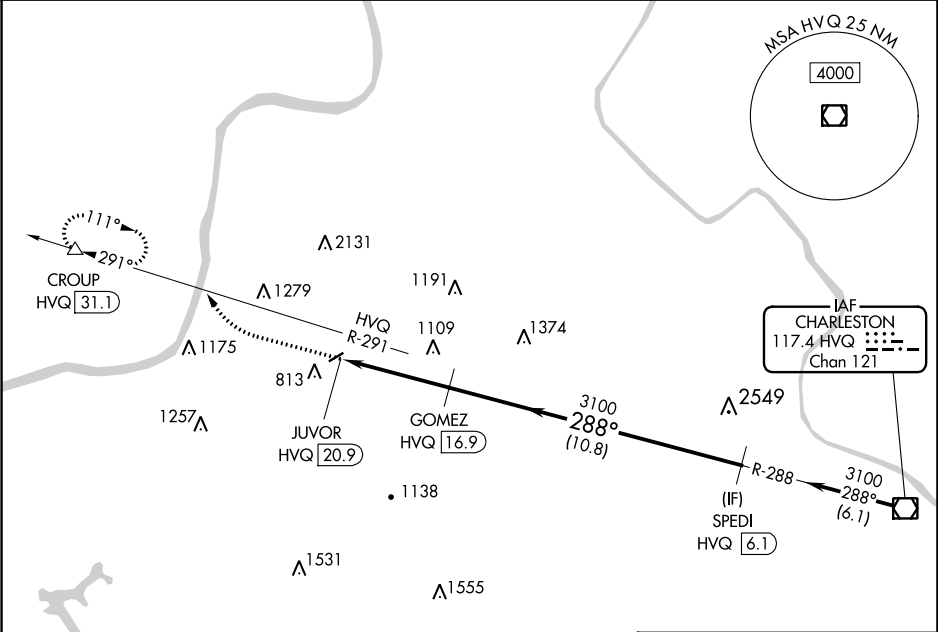 MSA HVQ 25 NM
4000
111°
291°
CROUP
HVQ 31.1
2131
1279
1191
HVQ
R-291
1109
1374
1175
813
1257
JUVOR
HVQ 20.9
GOMEZ
HVQ 16.9
3100
288°
(10.8)
IAF
CHARLESTON
117.4 HVQ
Chan 121
2549
R-288
3100
288°
(6.1)
(IF)
SPEDI
HVQ 6.1
1138
1531
1555